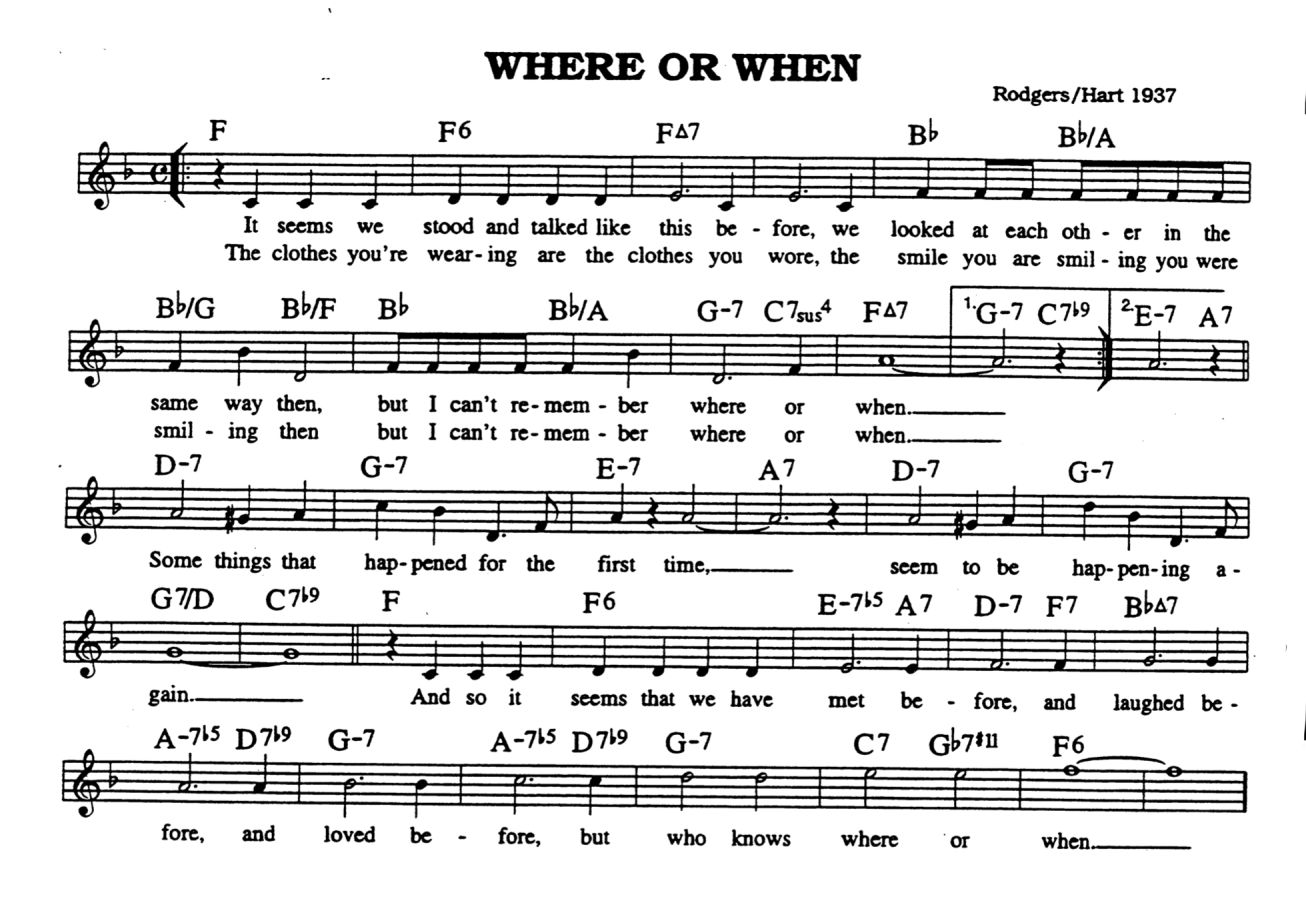 WHERE OR WHEN
Rodgers/Hart 1937
F F6 F∆7 B♭ B♭/A
It seems we stood and talked like this be - fore, we looked at each oth - er in the
The clothes you're wear - ing are the clothes you wore, the smile you are smil - ing you were
B♭/G B♭/F B♭ B♭/A G-7 C7sus4 F∆7 1. G-7 C7♭9 2. E-7 A7
same way then, but I can't re - mem - ber where or when.
smil - ing then but I can't re - mem - ber where or when.
D-7 G-7 E-7 A7 D-7 G-7
Some things that hap - pened for the first time, seem to be hap - pen - ing a -
G7/D C7♭9 F F6 E-7♭5 A7 D-7 F7 B♭∆7
gain. And so it seems that we have met be - fore, and laughed be -
A-7♭5 D7♭9 G-7 A-7♭5 D7♭9 G-7 C7 G♭7#11 F6
fore, and loved be - fore, but who knows where or when.